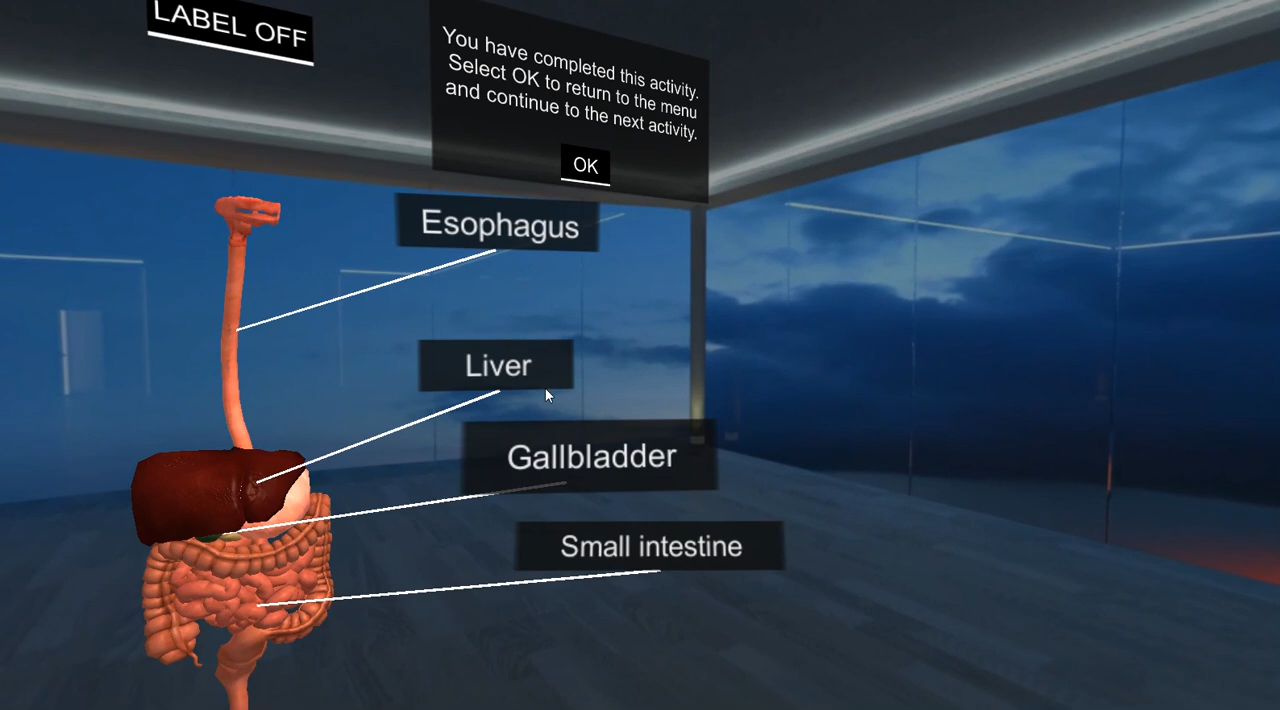 LABEL OFF
You have completed this activity.
Select OK to return to the menu
and continue to the next activity.
OK
Esophagus
Liver
Gallbladder
Small intestine